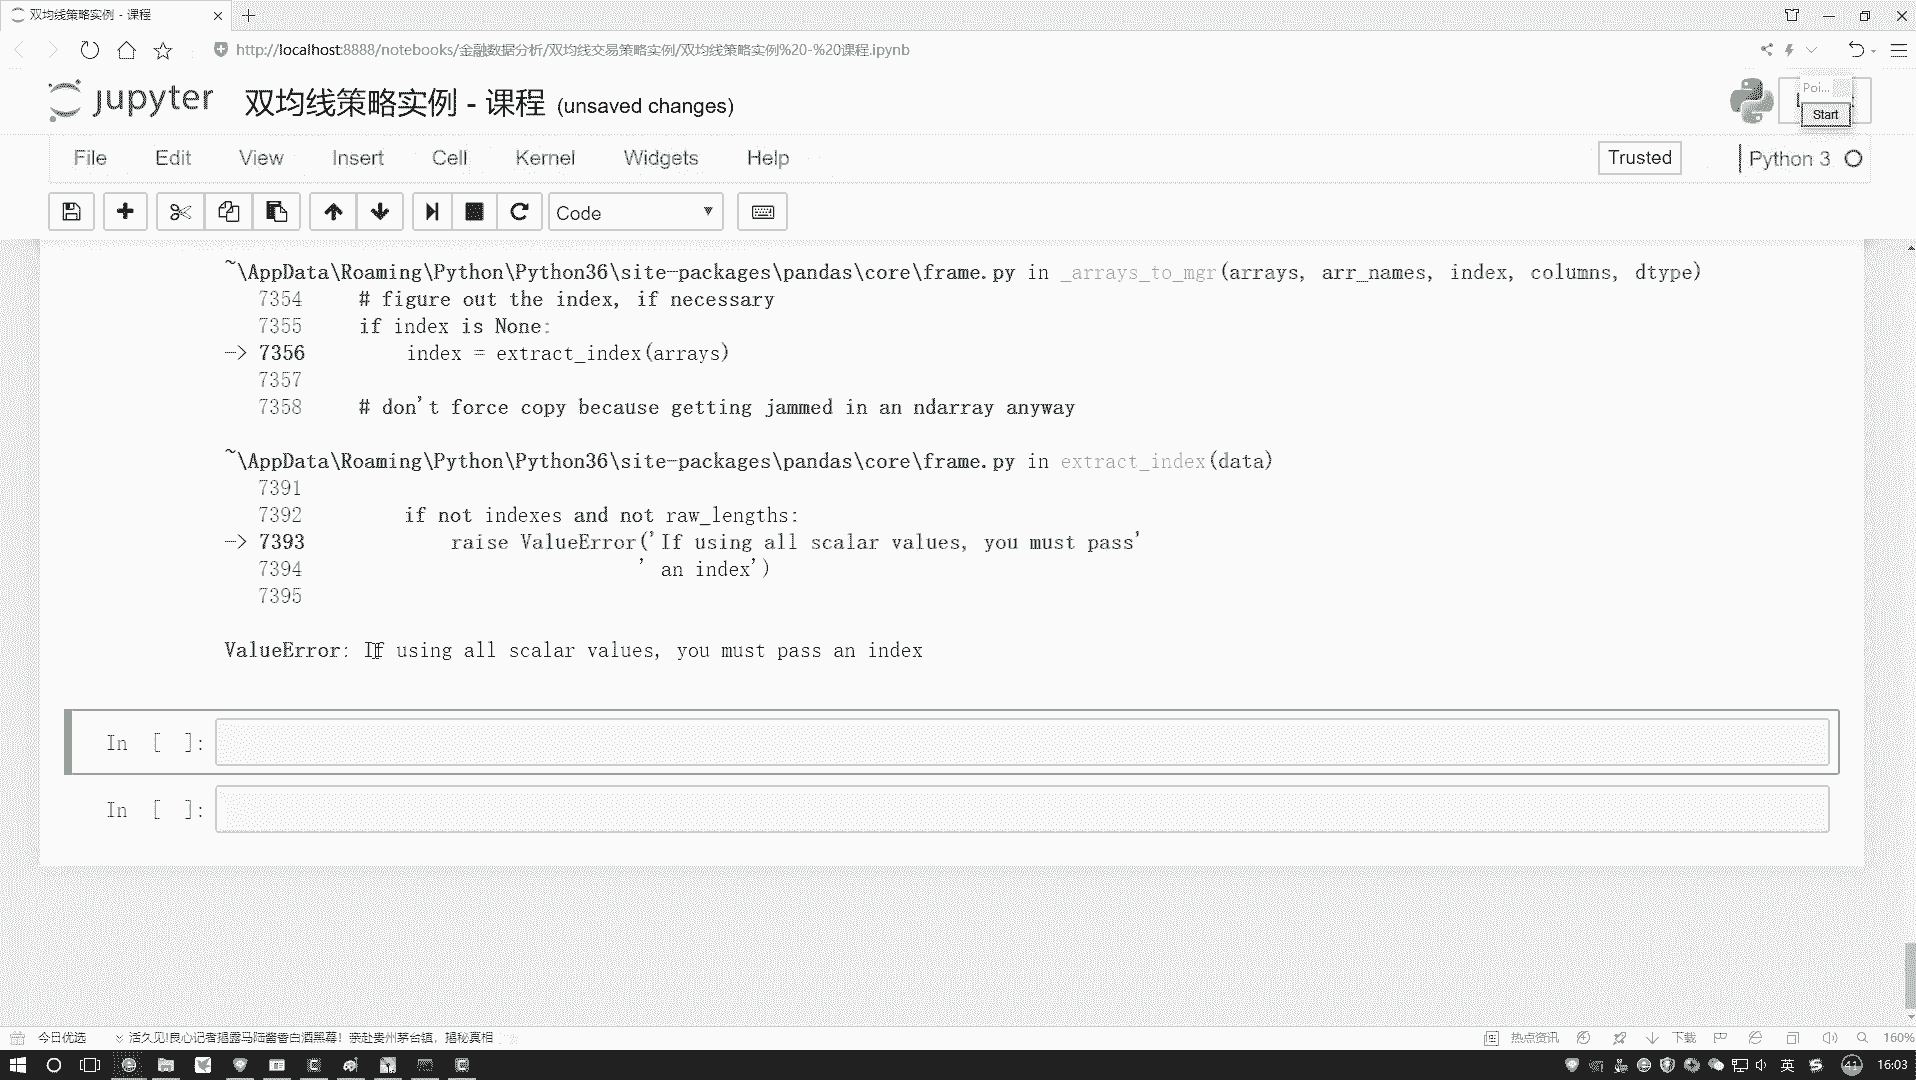 双均线策略实例 - 课程
http://localhost:8888/notebooks/金融数据分析/双均线交易策略实例/双均线策略实例%20-%20课程.ipynb
jupyter 双均线策略实例 - 课程 (unsaved changes)
Poi...
Start
File Edit View Insert Cell Kernel Widgets Help
Trusted
Python 3
Code
~\AppData\Roaming\Python\Python36\site-packages\pandas\core\frame.py in _arrays_to_mgr(arrays, arr_names, index, columns, dtype)
7354 # figure out the index, if necessary
7355 if index is None:
-> 7356 index = extract_index(arrays)
7357
7358 # don't force copy because getting jammed in an ndarray anyway
~\AppData\Roaming\Python\Python36\site-packages\pandas\core\frame.py in extract_index(data)
7391
7392 if not indexes and not raw_lengths:
-> 7393 raise ValueError('If using all scalar values, you must pass'
7394 ' an index')
7395
ValueError: If using all scalar values, you must pass an index
In [ ]:
In [ ]:
今日优选 活久见!良心记者揭露马陆酱香白酒黑幕! 亲赴贵州茅台镇, 揭秘真相
热点资讯 下载 160%
英 41 16:03